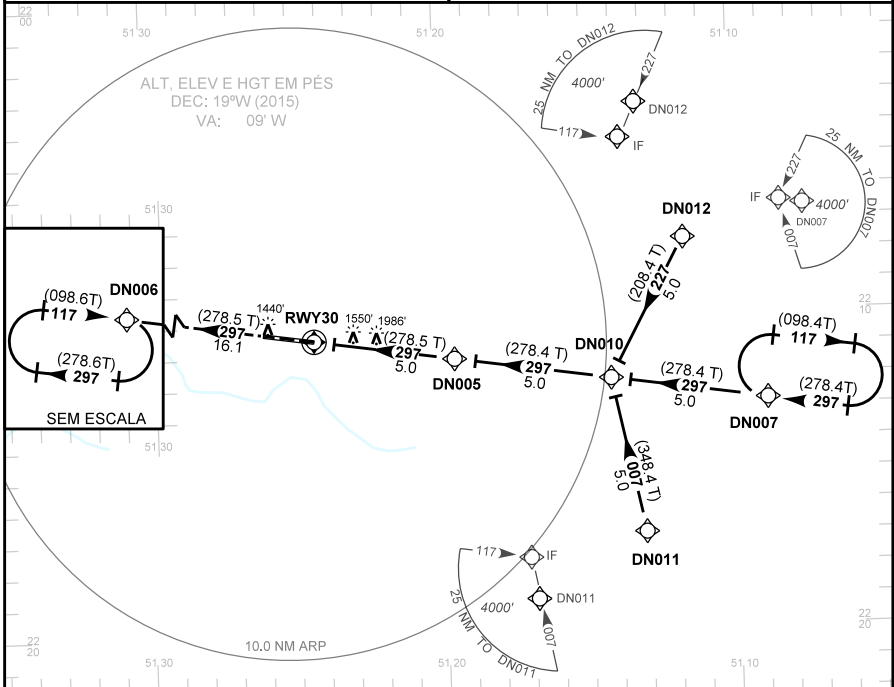 22
00
51 30
51 20
51 10
ALT, ELEV E HGT EM PÉS
DEC: 19°W (2015)
VA: 09' W
25 NM TO DN012
4000'
227
DN012
117
IF
25 NM TO DN007
227
IF
4000'
DN007
007
51 30
DN012
(208.4 T)
227
5.0
22
10
DN006
(098.6T)
117
(278.6T)
297
SEM ESCALA
(278.5 T)
297
16.1
1440'
RWY30
1550'
1986'
(278.5 T)
297
5.0
DN005
(278.4 T)
297
5.0
DN010
(278.4 T)
297
5.0
DN007
(098.4T)
117
(278.4T)
297
(348.4 T)
007
5.0
DN011
51 30
117
IF
4000'
DN011
007
25 NM TO DN011
10.0 NM ARP
22
20
22
20
51 30
51 20
51 10